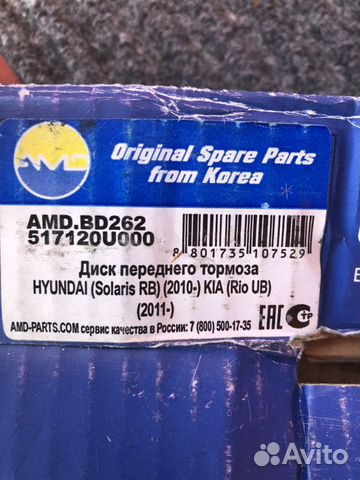 AMD
Original Spare Parts
from Korea
AMD.BD262
517120U000
8 801735 107529
Диск переднего тормоза
HYUNDAI (Solaris RB) (2010-) KIA (Rio UB)
(2011-)
AMD-PARTS.COM сервис качества в России: 7 (800) 500-17-35
EAC
Avito